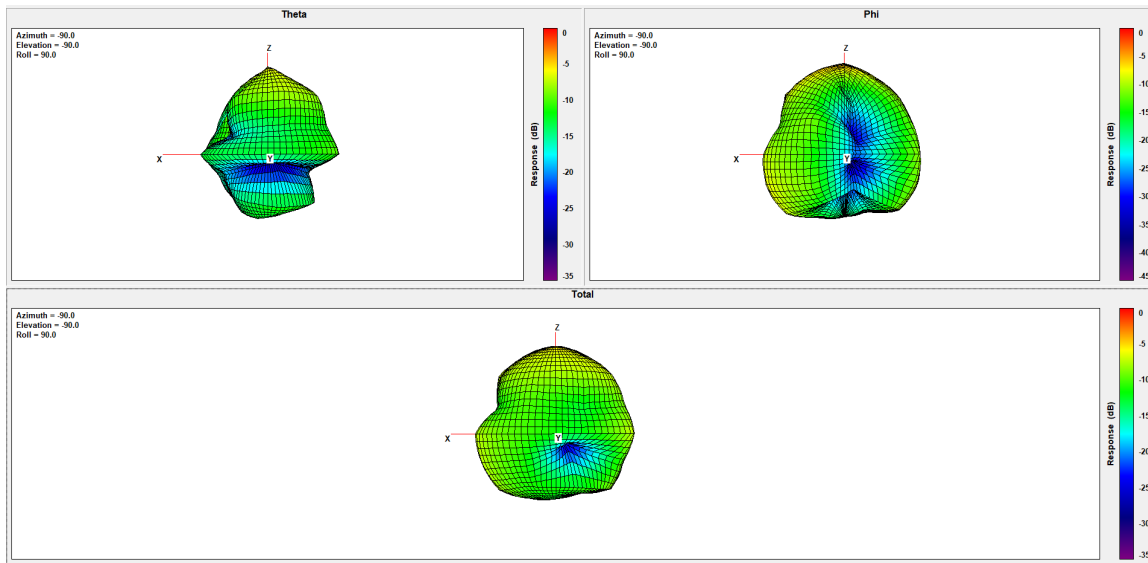 Theta
Azimuth = -90.0
Elevation = -90.0
Roll = 90.0
Z
X
Y
0
-5
-10
-15
-20
-25
-30
-35
Response (dB)
Phi
Azimuth = -90.0
Elevation = -90.0
Roll = 90.0
Z
X
Y
0
-5
-10
-15
-20
-25
-30
-35
-40
-45
Response (dB)
Total
Azimuth = -90.0
Elevation = -90.0
Roll = 90.0
Z
X
Y
0
-5
-10
-15
-20
-25
-30
-35
Response (dB)